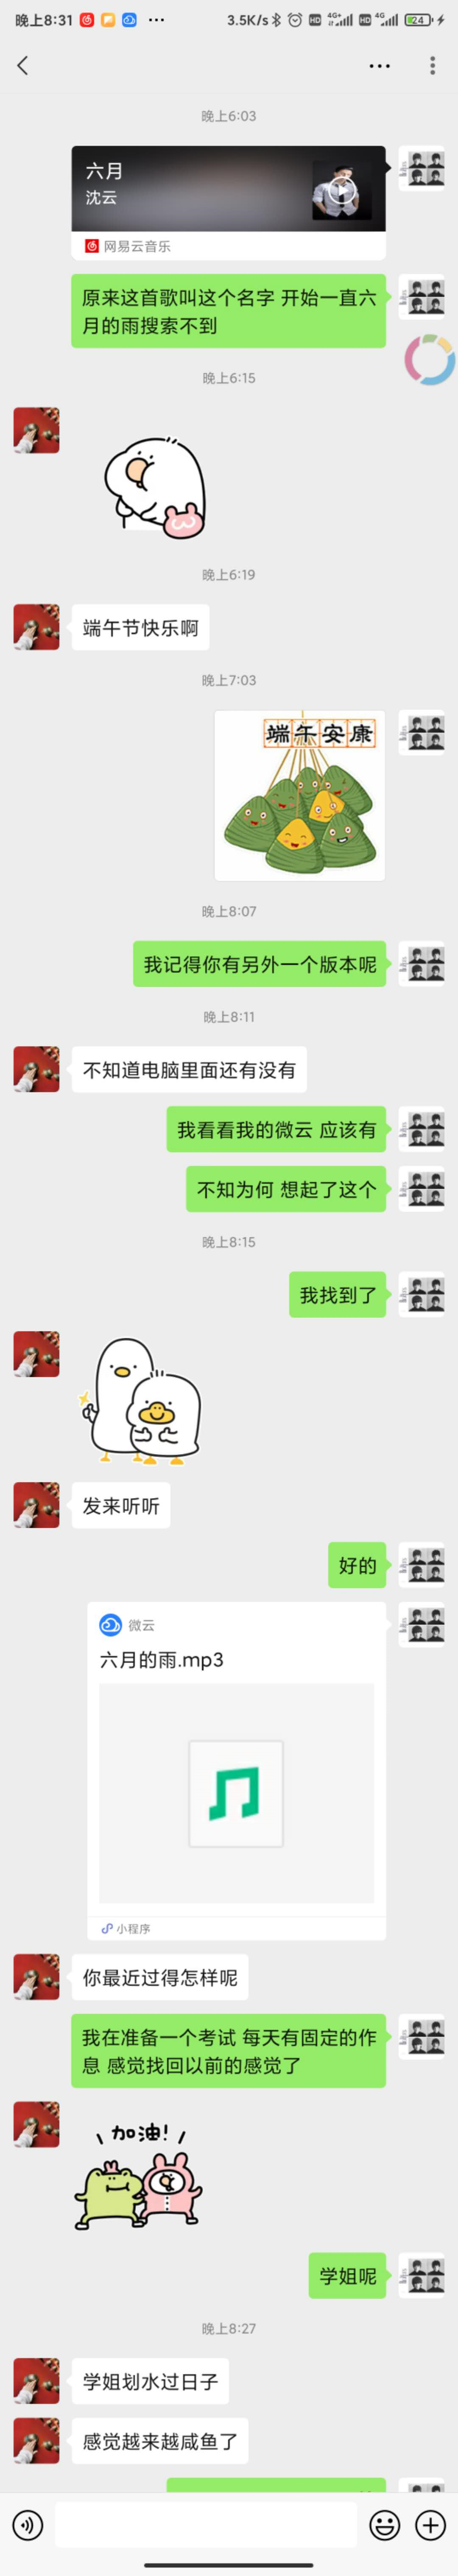 晚上8:31 ··· 3.5K/s HD 4G+ HD 4G 24
晚上6:03
六月
沈云
网易云音乐
原来这首歌叫这个名字 开始一直六
月的雨搜索不到
晚上6:15
晚上6:19
端午节快乐啊
晚上7:03
端午安康
晚上8:07
我记得你有另外一个版本呢
晚上8:11
不知道电脑里面还有没有
我看看我的微云 应该有
不知为何 想起了这个
晚上8:15
我找到了
发来听听
好的
微云
六月的雨.mp3
小程序
你最近过得怎样呢
我在准备一个考试 每天有固定的作
息 感觉找回以前的感觉了
加油!
学姐呢
晚上8:27
学姐划水过日子
感觉越来越咸鱼了